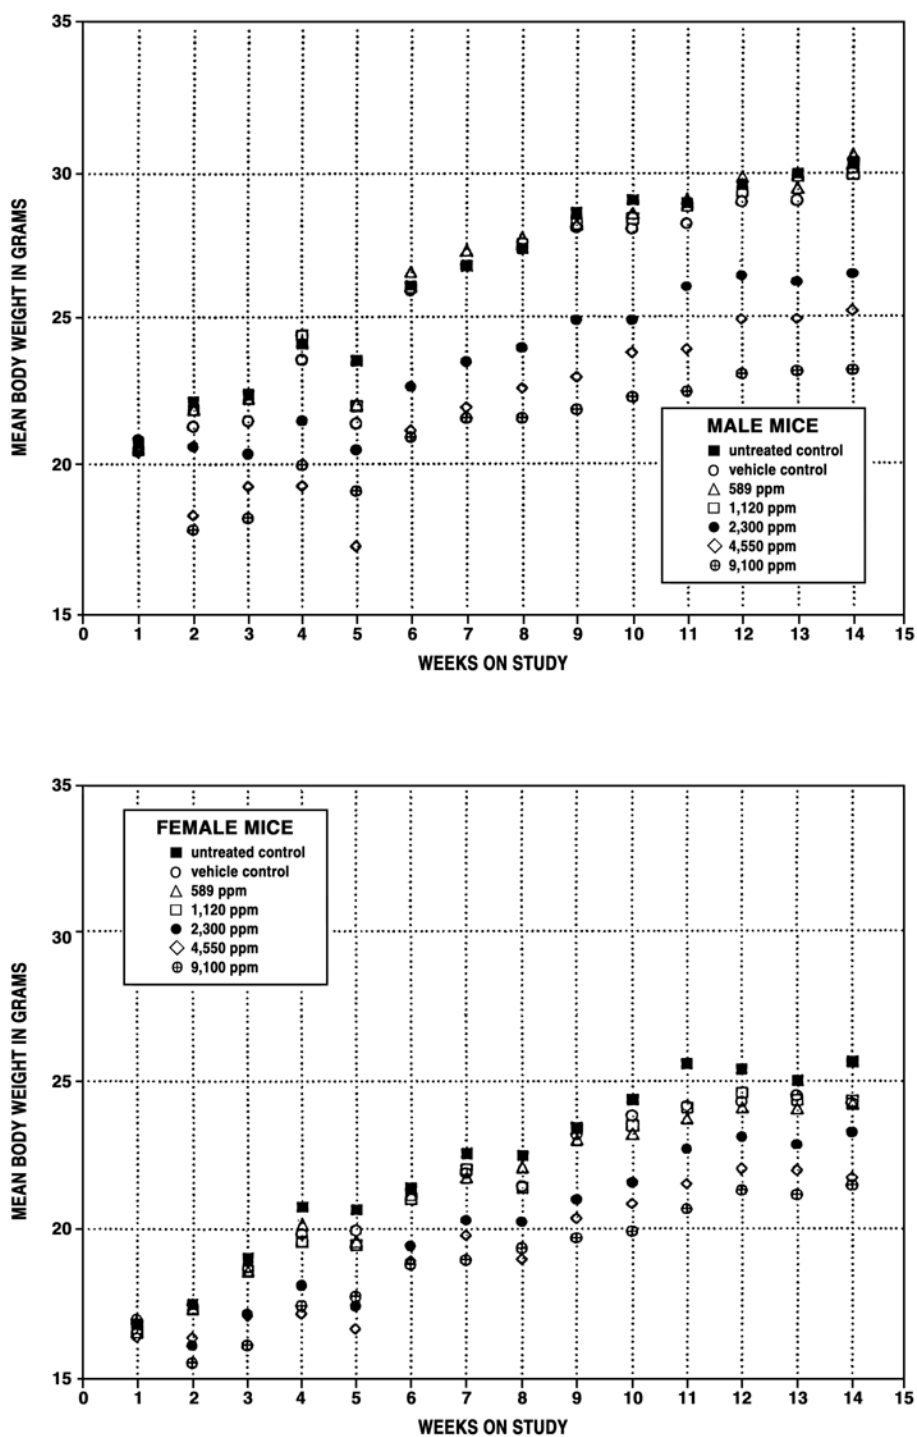 35
30
25
20
15
MEAN BODY WEIGHT IN GRAMS
MALE MICE
untreated control
vehicle control
589 ppm
1,120 ppm
2,300 ppm
4,550 ppm
9,100 ppm
0 1 2 3 4 5 6 7 8 9 10 11 12 13 14 15
WEEKS ON STUDY
35
30
25
20
15
MEAN BODY WEIGHT IN GRAMS
FEMALE MICE
untreated control
vehicle control
589 ppm
1,120 ppm
2,300 ppm
4,550 ppm
9,100 ppm
0 1 2 3 4 5 6 7 8 9 10 11 12 13 14 15
WEEKS ON STUDY